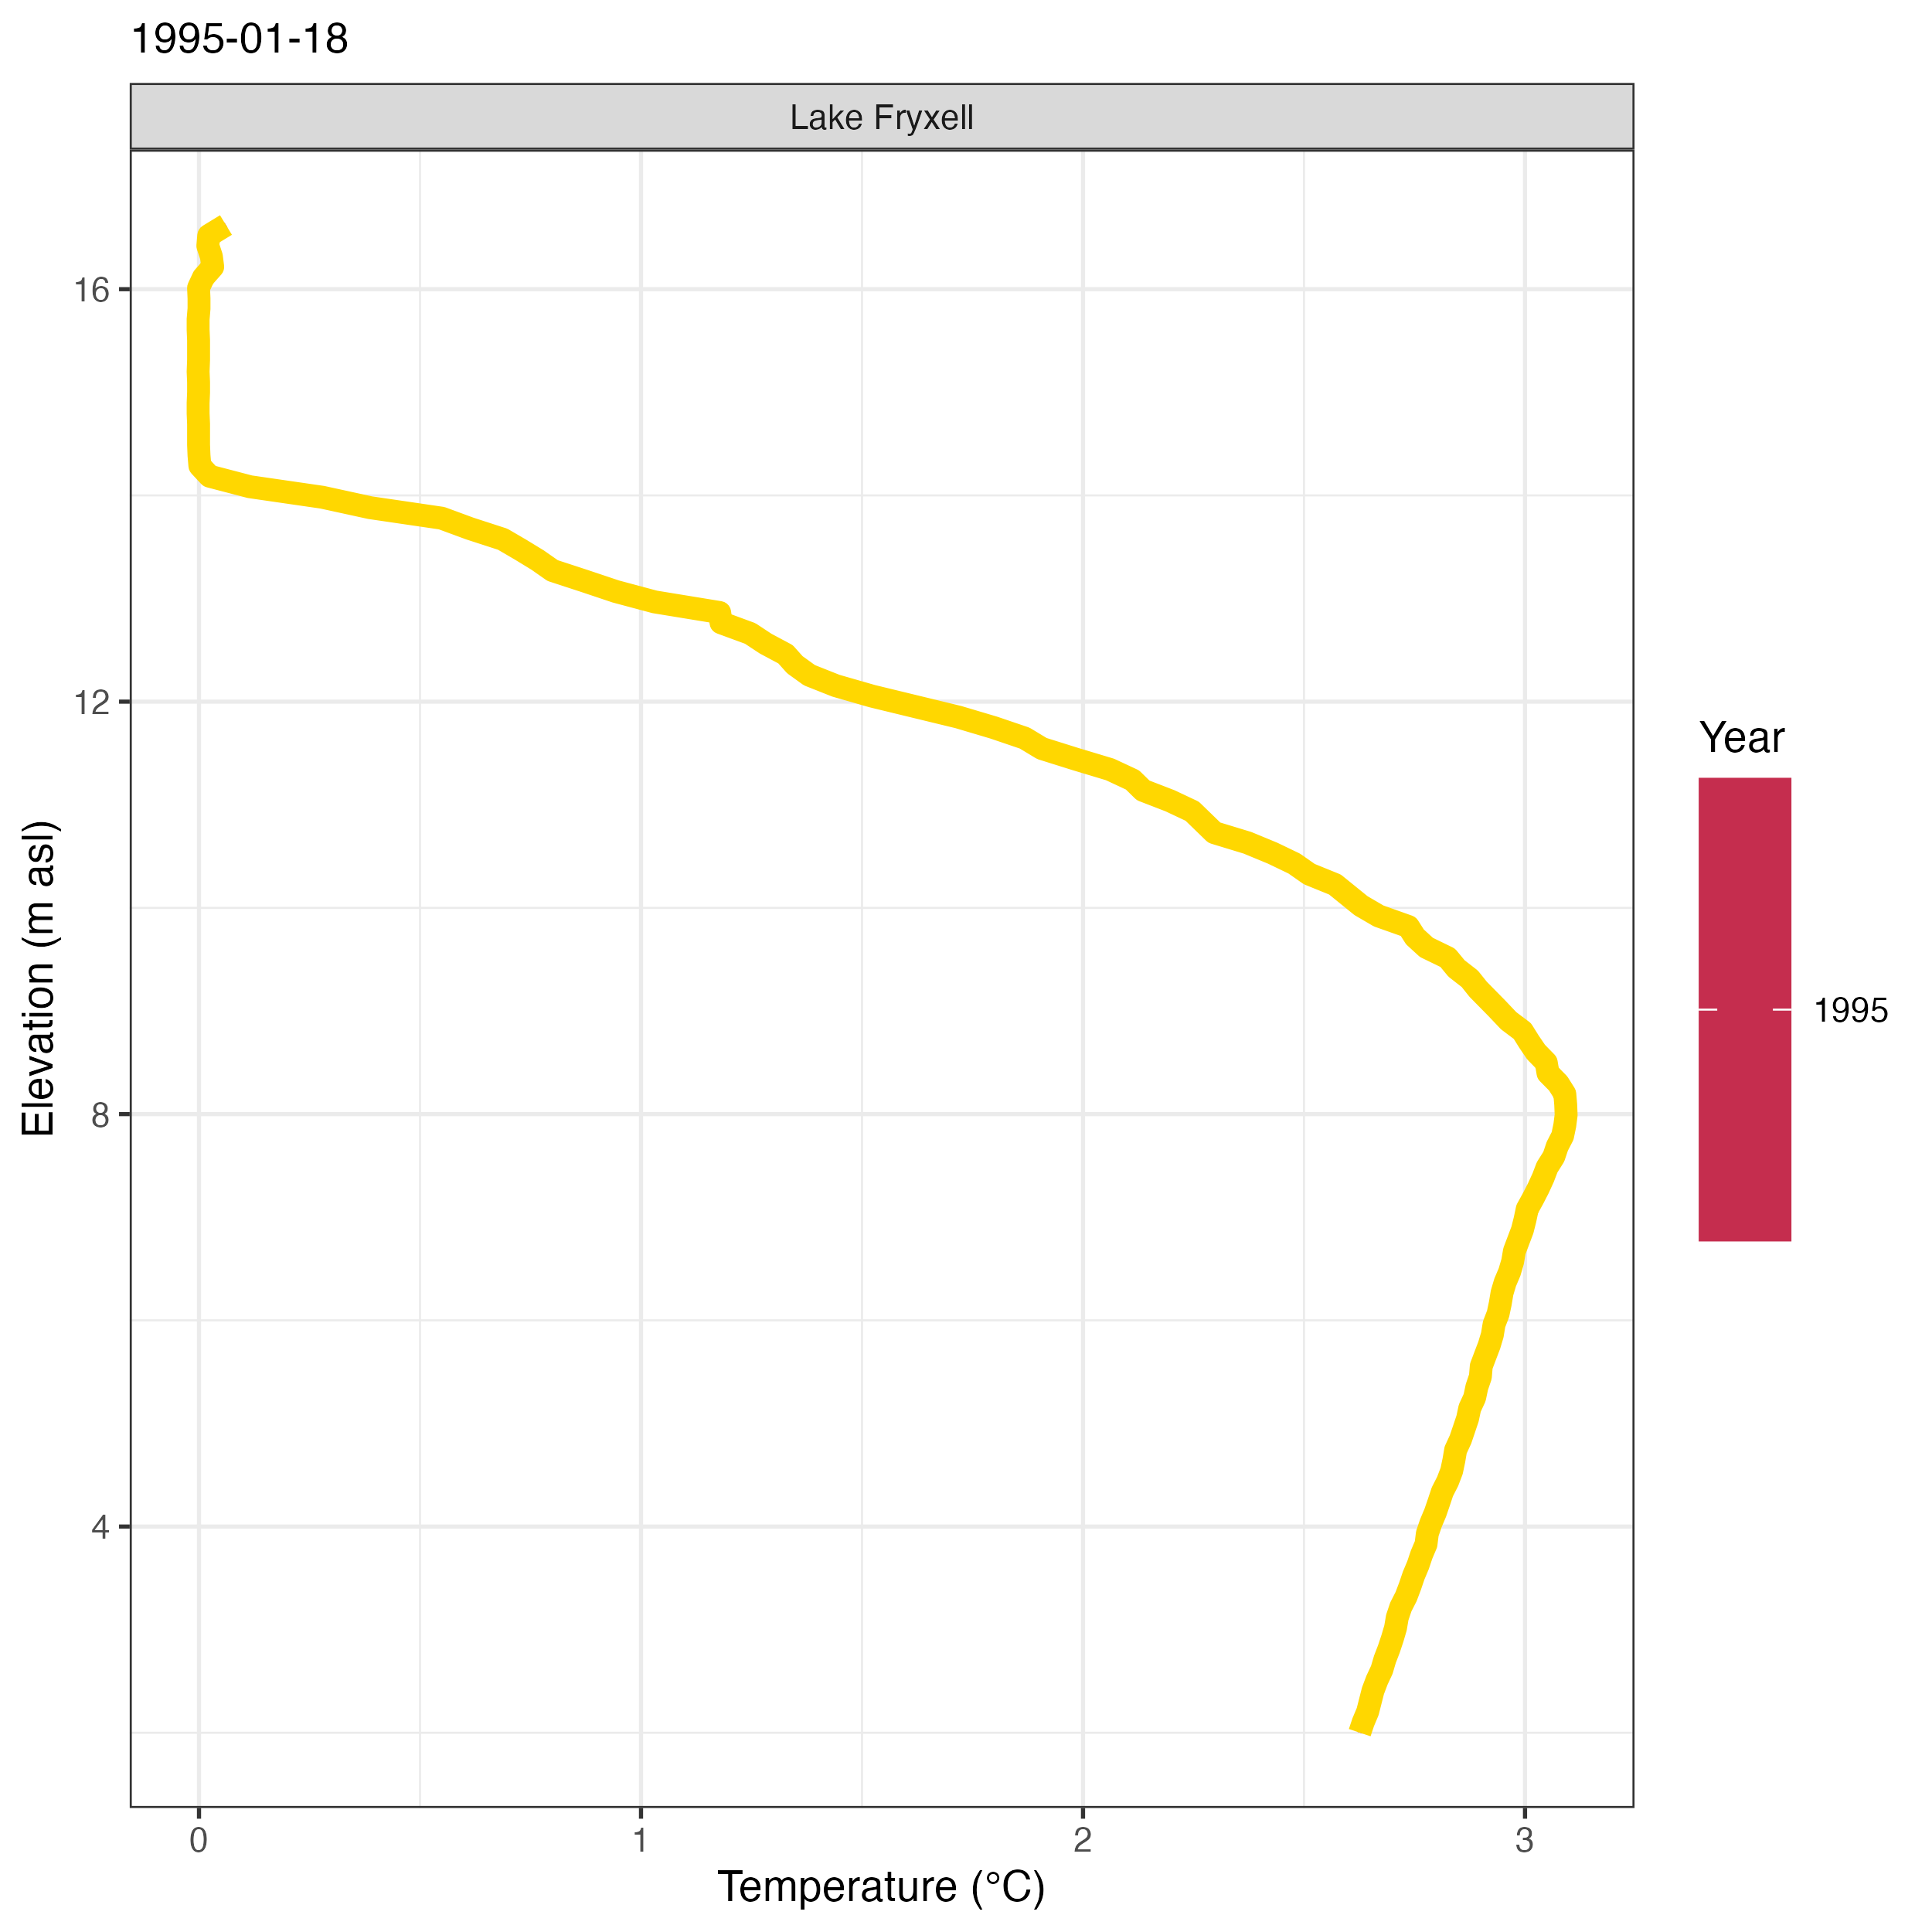 1995-01-18
Lake Fryxell
16
12
8
4
Elevation (m asl)
0 1 2 3
Temperature (°C)
Year
1995